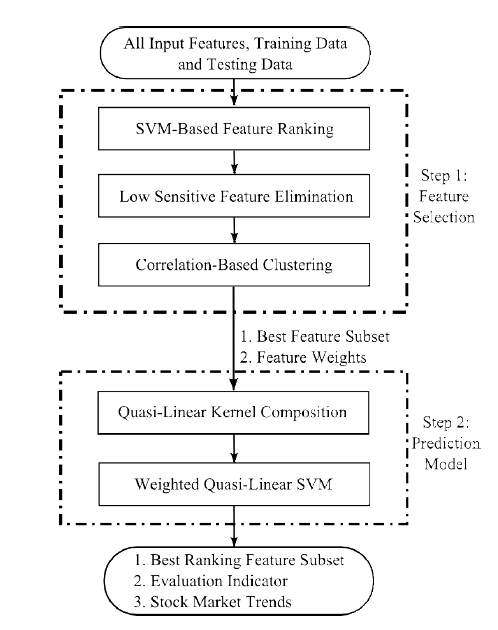 All Input Features, Training Data
and Testing Data
SVM-Based Feature Ranking
Low Sensitive Feature Elimination
Correlation-Based Clustering
Step 1:
Feature
Selection
1. Best Feature Subset
2. Feature Weights
Quasi-Linear Kernel Composition
Weighted Quasi-Linear SVM
Step 2:
Prediction
Model
1. Best Ranking Feature Subset
2. Evaluation Indicator
3. Stock Market Trends